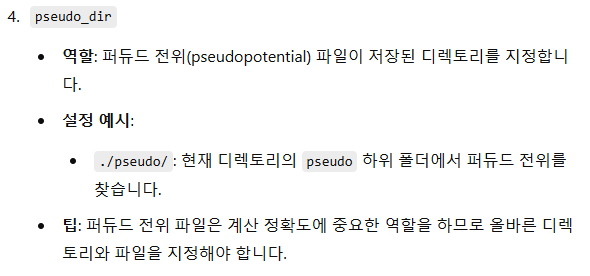 4. pseudo_dir
• 역할: 퍼듀드 전위(pseudopotential) 파일이 저장된 디렉토리를 지정합니
다.
• 설정 예시:
• ./pseudo/ : 현재 디렉토리의 pseudo 하위 폴더에서 퍼듀드 전위를
찾습니다.
• 팁: 퍼듀드 전위 파일은 계산 정확도에 중요한 역할을 하므로 올바른 디렉
토리와 파일을 지정해야 합니다.